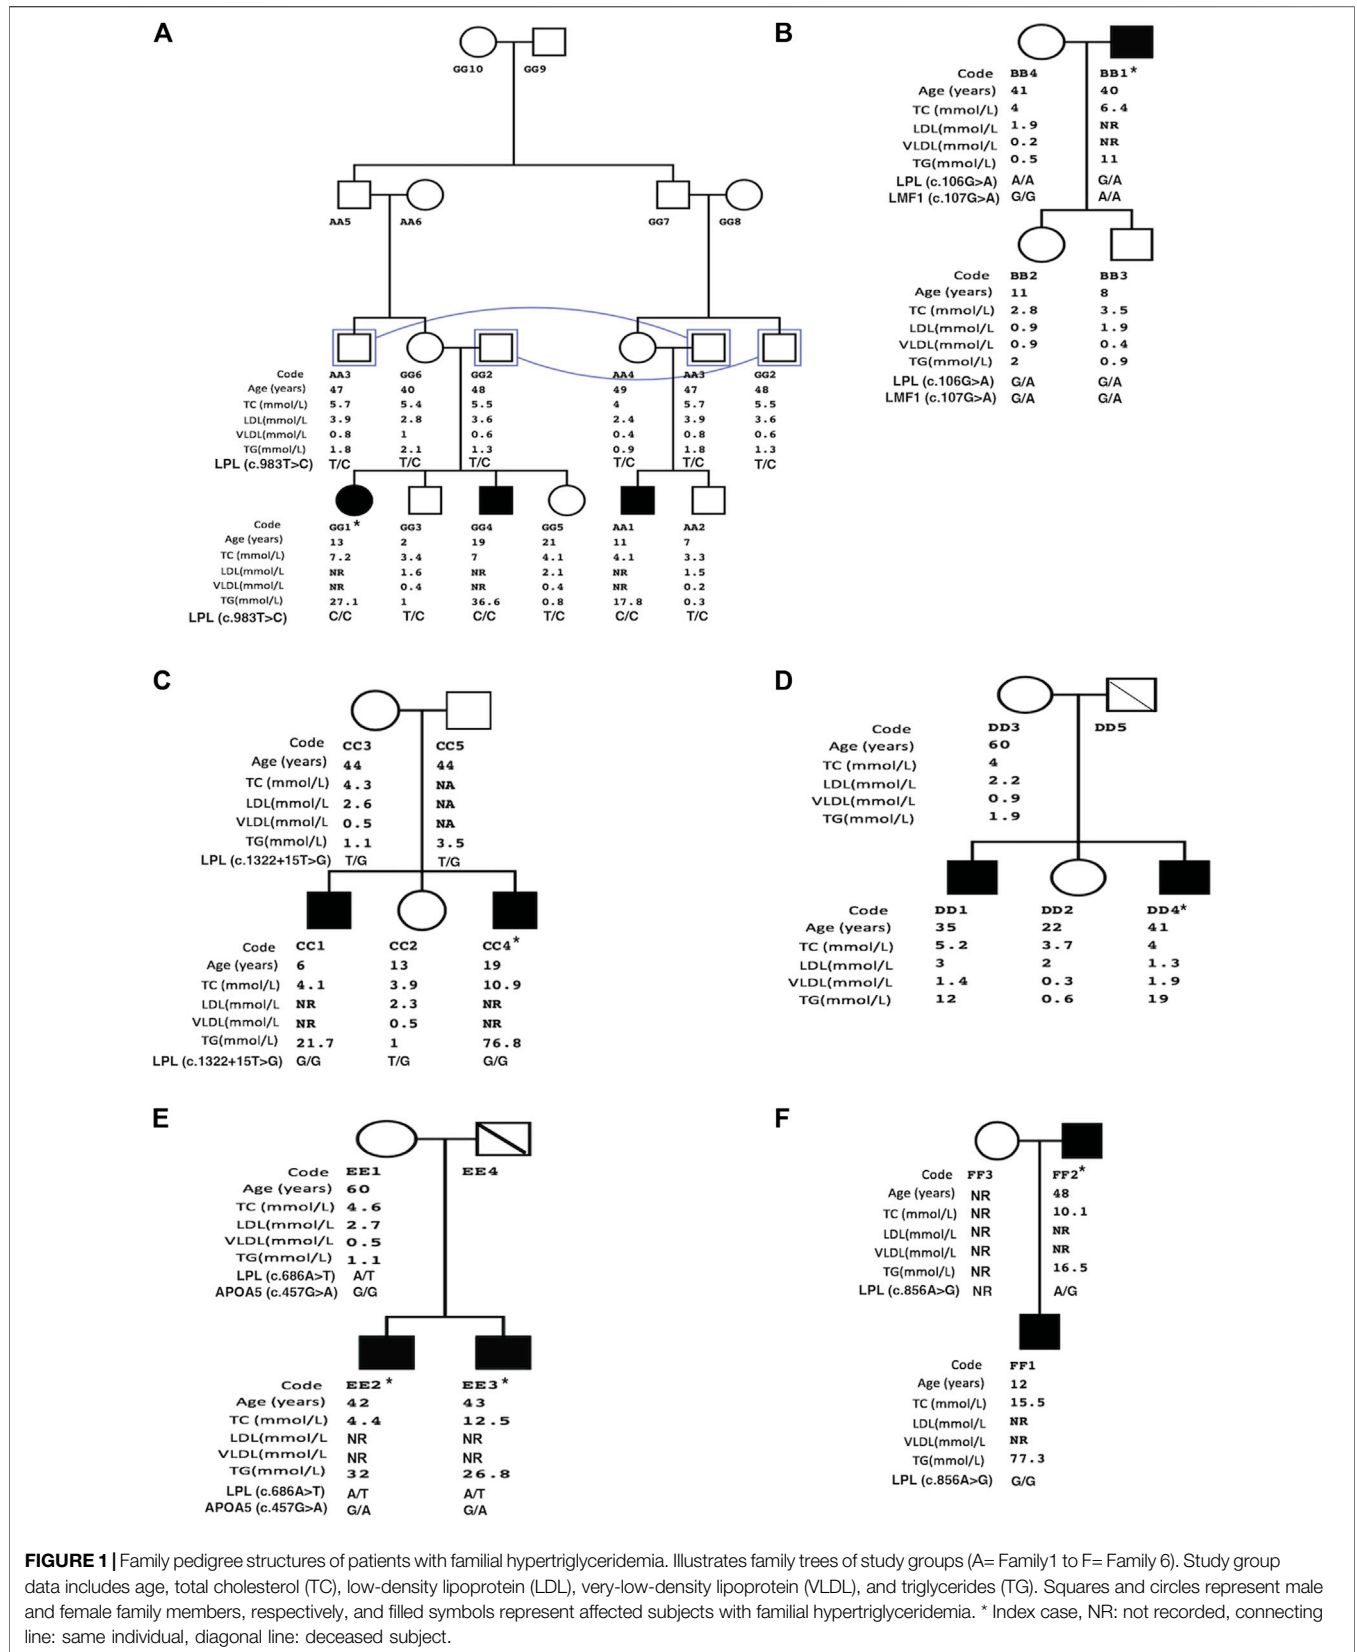 A
GG10 GG9
AA5 AA6 GG7 GG8
Code AA3 GG6 GG2 AA4 AA3 GG2
Age (years) 47 40 48 49 47 48
TC (mmol/L) 5.7 5.4 5.5 4 5.7 5.5
LDL(mmol/L 3.9 2.8 3.6 2.4 3.9 3.6
VLDL(mmol/L 0.8 1 0.6 0.4 0.8 0.6
TG(mmol/L) 1.8 2.1 1.3 0.9 1.8 1.3
LPL (c.983T>C) T/C T/C T/C T/C T/C T/C
Code GG1* GG3 GG4 GG5 AA1 AA2
Age (years) 13 2 19 21 11 7
TC (mmol/L) 7.2 3.4 7 4.1 4.1 3.3
LDL(mmol/L NR 1.6 NR 2.1 NR 1.5
VLDL(mmol/L NR 0.4 NR 0.4 NR 0.2
TG(mmol/L) 27.1 1 36.6 0.8 17.8 0.3
LPL (c.983T>C) C/C T/C C/C T/C C/C T/C
B
Code BB4 BB1*
Age (years) 41 40
TC (mmol/L) 4 6.4
LDL(mmol/L 1.9 NR
VLDL(mmol/L 0.2 NR
TG(mmol/L) 0.5 11
LPL (c.106G>A) A/A G/A
LMF1 (c.107G>A) G/G A/A
Code BB2 BB3
Age (years) 11 8
TC (mmol/L) 2.8 3.5
LDL(mmol/L 0.9 1.9
VLDL(mmol/L 0.9 0.4
TG(mmol/L) 2 0.9
LPL (c.106G>A) G/A G/A
LMF1 (c.107G>A) G/A G/A
C
Code CC3 CC5
Age (years) 44 44
TC (mmol/L) 4.3 NA
LDL(mmol/L 2.6 NA
VLDL(mmol/L 0.5 NA
TG(mmol/L) 1.1 3.5
LPL (c.1322+15T>G) T/G T/G
Code CC1 CC2 CC4*
Age (years) 6 13 19
TC (mmol/L) 4.1 3.9 10.9
LDL(mmol/L NR 2.3 NR
VLDL(mmol/L NR 0.5 NR
TG(mmol/L) 21.7 1 76.8
LPL (c.1322+15T>G) G/G T/G G/G
D
Code DD3 DD5
Age (years) 60
TC (mmol/L) 4
LDL(mmol/L 2.2
VLDL(mmol/L 0.9
TG(mmol/L) 1.9
Code DD1 DD2 DD4*
Age (years) 35 22 41
TC (mmol/L) 5.2 3.7 4
LDL(mmol/L 3 2 1.3
VLDL(mmol/L 1.4 0.3 1.9
TG(mmol/L) 12 0.6 19
E
Code EE1 EE4
Age (years) 60
TC (mmol/L) 4.6
LDL(mmol/L 2.7
VLDL(mmol/L 0.5
TG(mmol/L) 1.1
LPL (c.686A>T) A/T
APOA5 (c.457G>A) G/G
Code EE2* EE3*
Age (years) 42 43
TC (mmol/L) 4.4 12.5
LDL(mmol/L NR NR
VLDL(mmol/L NR NR
TG(mmol/L) 32 26.8
LPL (c.686A>T) A/T A/T
APOA5 (c.457G>A) G/A G/A
F
Code FF3 FF2*
Age (years) NR 48
TC (mmol/L) NR 10.1
LDL(mmol/L NR NR
VLDL(mmol/L NR NR
TG(mmol/L) NR 16.5
LPL (c.856A>G) NR A/G
Code FF1
Age (years) 12
TC (mmol/L) 15.5
LDL(mmol/L NR
VLDL(mmol/L NR
TG(mmol/L) 77.3
LPL (c.856A>G) G/G
FIGURE 1 | Family pedigree structures of patients with familial hypertriglyceridemia. Illustrates family trees of study groups (A= Family1 to F= Family 6). Study group
data includes age, total cholesterol (TC), low-density lipoprotein (LDL), very-low-density lipoprotein (VLDL), and triglycerides (TG). Squares and circles represent male
and female family members, respectively, and filled symbols represent affected subjects with familial hypertriglyceridemia. * Index case, NR: not recorded, connecting
line: same individual, diagonal line: deceased subject.